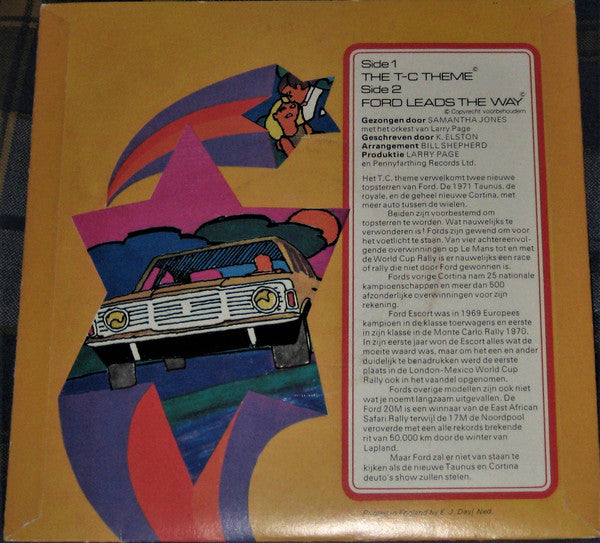 Side 1
THE T-C THEME ©
Side 2
FORD LEADS THE WAY ©
© Copyrecht voorbehoudem
Gezongen door SAMANTHA JONES
met het orkest van Larry Page
Geschreven door K. ELSTON
Arrangement BILL SHEPHERD
Produktie LARRY PAGE
en Pennyfarthing Records Ltd.
Het T.C. theme verwelkomt twee nieuwe
topsterren van Ford. De 1971 Taunus, de
royale, en de geheel nieuwe Cortina, met
meer auto tussen de wielen.
Beiden zijn voorbestemd om
topsterren te worden. Wat nauwelijks te
verwonderen is! Fords zijn gewend om voor
het voetlicht te staan. Van vier achtereenvol-
gende overwinningen op Le Mans tot en met
de World Cup Rally is er nauwelijks een race
of rally die niet door Ford gewonnen is.
Fords vorige Cortina nam 25 nationale
kampioenschappen en meer dan 500
afzonderlijke overwinningen voor zijn
rekening.
Ford Escort was in 1969 Europees
kampioen in de klasse toerwagens en eerste
in zijn klasse in de Monte Carlo Rally 1970.
In zijn eerste jaar won de Escort alles wat de
moeite waard was, maar om het een en ander
duidelijk te benadrukken werd de eerste
plaats in de London-Mexico World Cup
Rally ook in het vaandel opgenomen.
Fords overige modellen zijn ook niet
wat je noemt langzaam uitgevallen. De
Ford 20M is een winnaar van de East African
Safari Rally terwijl de 17M de Noordpool
veroverde met een alle rekords brekende
rit van 50.000 km door de winter van
Lapland.
Maar Ford zal er niet van staan te
kijken als de nieuwe Taunus en Cortina
de auto's show zullen stelen.
Printed in England by E. J. Day/ Ned.